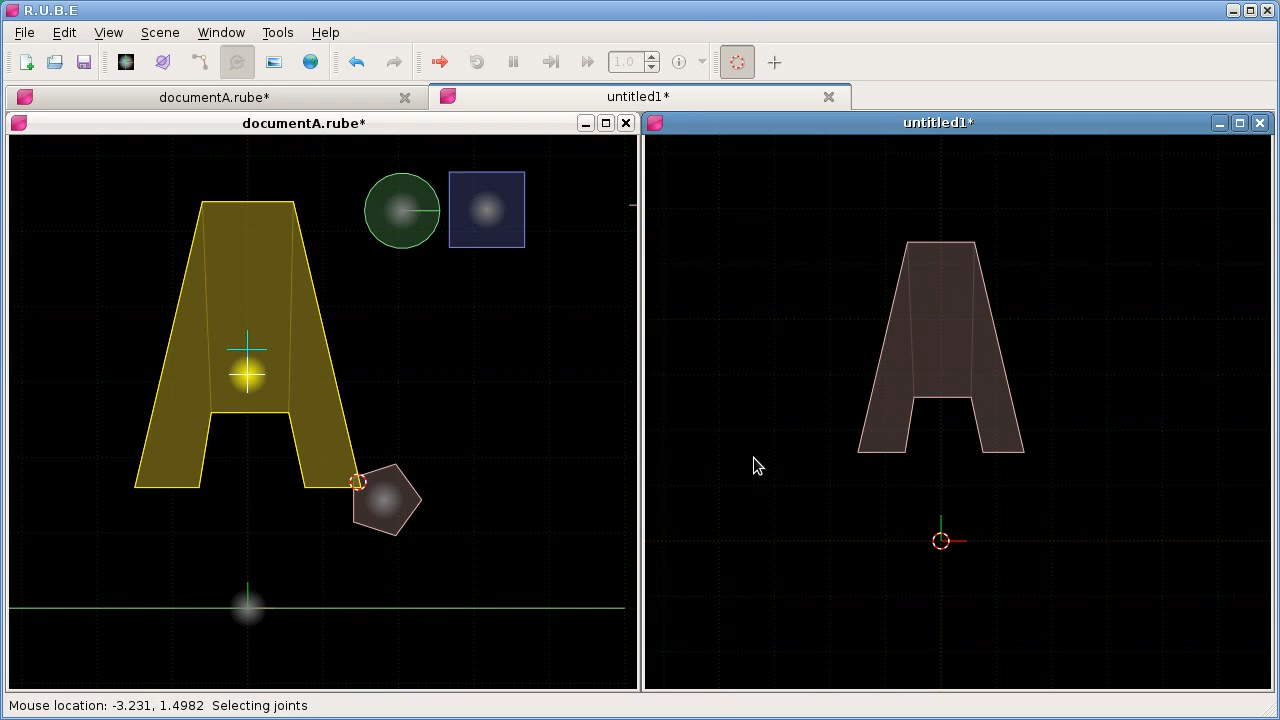 R.U.B.E
File Edit View Scene Window Tools Help
1.0
documentA.rube* untitled1*
documentA.rube* untitled1*
Mouse location: -3.231, 1.4982 Selecting joints